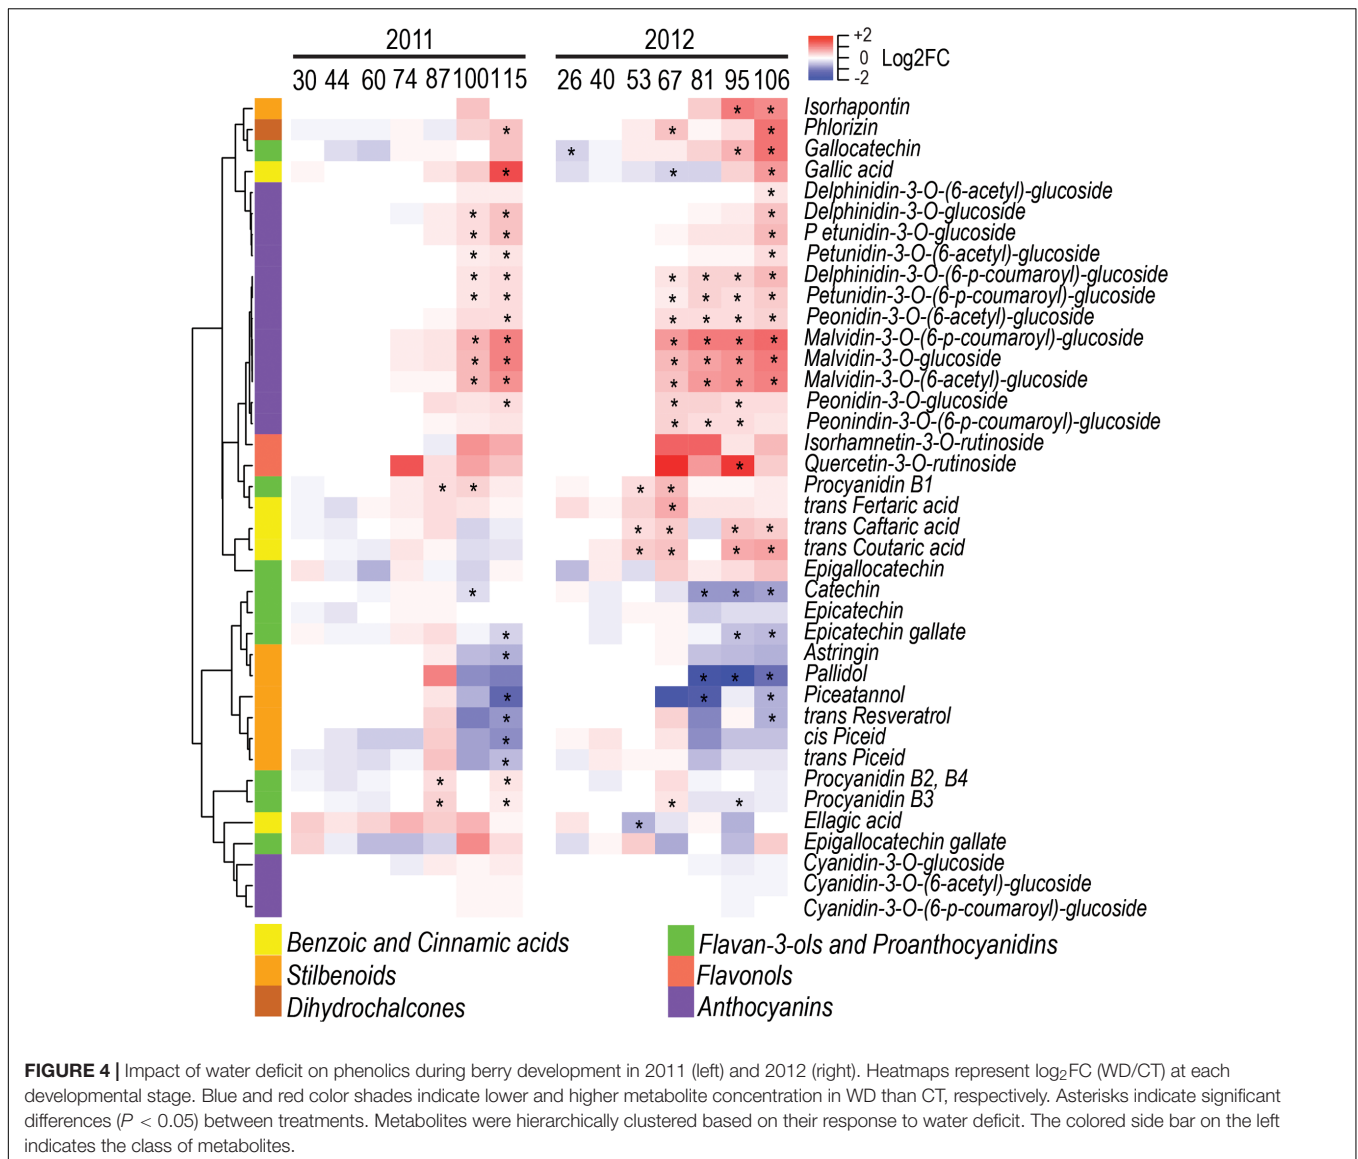 2011 2012
+2
0
-2
Log2FC
30 44 60 74 87 100 115 26 40 53 67 81 95 106
* * Isorhapontin
* * * Phlorizin
* * * Gallocatechin
* * * Gallic acid
* Delphinidin-3-O-(6-acetyl)-glucoside
* * * Delphinidin-3-O-glucoside
* * * P etunidin-3-O-glucoside
* * * Petunidin-3-O-(6-acetyl)-glucoside
* * * * * * Delphinidin-3-O-(6-p-coumaroyl)-glucoside
* * * * * * Petunidin-3-O-(6-p-coumaroyl)-glucoside
* * * * * Peonidin-3-O-(6-acetyl)-glucoside
* * * * * * Malvidin-3-O-(6-p-coumaroyl)-glucoside
* * * * * * Malvidin-3-O-glucoside
* * * * * * Malvidin-3-O-(6-acetyl)-glucoside
* * * Peonidin-3-O-glucoside
* * * Peonindin-3-O-(6-p-coumaroyl)-glucoside
Isorhamnetin-3-O-rutinoside
* Quercetin-3-O-rutinoside
* * * * Procyanidin B1
* trans Fertaric acid
* * * * trans Caftaric acid
* * * * trans Coutaric acid
Epigallocatechin
* * * * Catechin
Epicatechin
* * * Epicatechin gallate
* Astringin
* * * Pallidol
* * * Piceatannol
* * trans Resveratrol
* cis Piceid
* trans Piceid
* * Procyanidin B2, B4
* * * * Procyanidin B3
* Ellagic acid
Epigallocatechin gallate
Cyanidin-3-O-glucoside
Cyanidin-3-O-(6-acetyl)-glucoside
Cyanidin-3-O-(6-p-coumaroyl)-glucoside
Benzoic and Cinnamic acids
Stilbenoids
Dihydrochalcones
Flavan-3-ols and Proanthocyanidins
Flavonols
Anthocyanins
FIGURE 4 | Impact of water deficit on phenolics during berry development in 2011 (left) and 2012 (right). Heatmaps represent log₂FC (WD/CT) at each
developmental stage. Blue and red color shades indicate lower and higher metabolite concentration in WD than CT, respectively. Asterisks indicate significant
differences (P < 0.05) between treatments. Metabolites were hierarchically clustered based on their response to water deficit. The colored side bar on the left
indicates the class of metabolites.